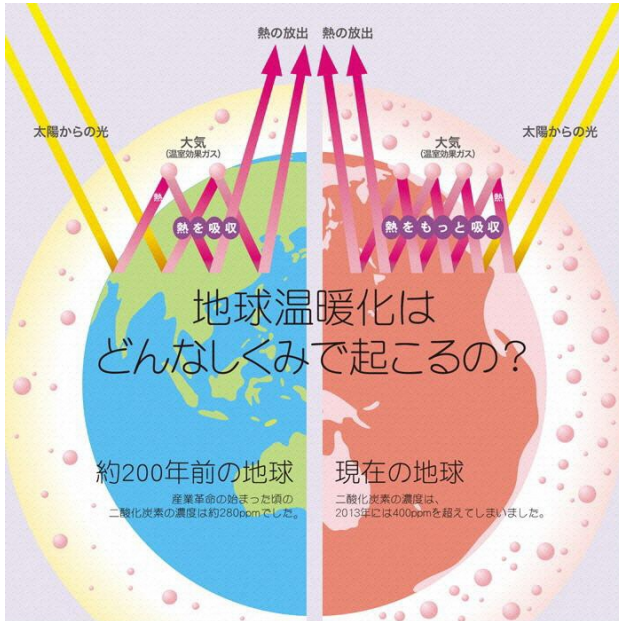 熱の放出
熱の放出
太陽からの光
太陽からの光
大気
(温室効果ガス)
大気
(温室効果ガス)
熱
熱
熱を吸収
熱をもっと吸収
地球温暖化は
どんなしくみで起こるの?
約200年前の地球
産業革命の始まった頃の
二酸化炭素の濃度は約280ppmでした。
現在の地球
二酸化炭素の濃度は、
2013年には400ppmを超えてしまいました。